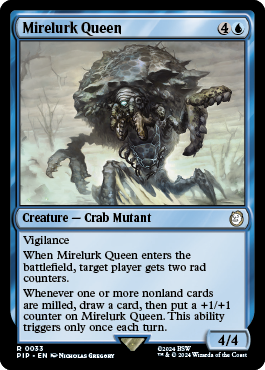 Mirelurk Queen 4
Creature — Crab Mutant
Vigilance
When Mirelurk Queen enters the
battlefield, target player gets two rad
counters.
Whenever one or more nonland cards
are milled, draw a card, then put a +1/+1
counter on Mirelurk Queen. This ability
triggers only once each turn.
4/4
R 0033
PIP • EN Nicholas Gregory
©2024 BSW
™ & © 2024 Wizards of the Coast